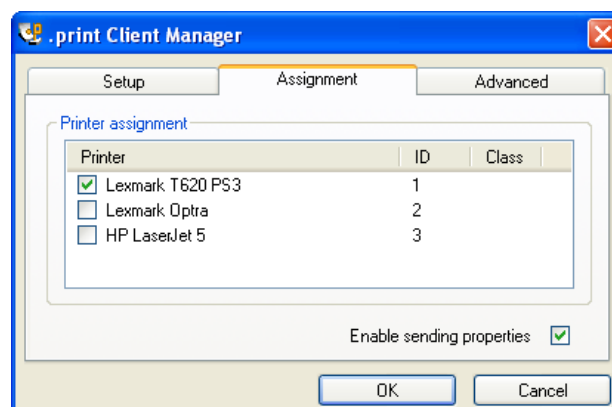 .print Client Manager
Setup Assignment Advanced
Printer assignment
Printer ID Class
Lexmark T620 PS3 1
Lexmark Optra 2
HP LaserJet 5 3
Enable sending properties
OK Cancel